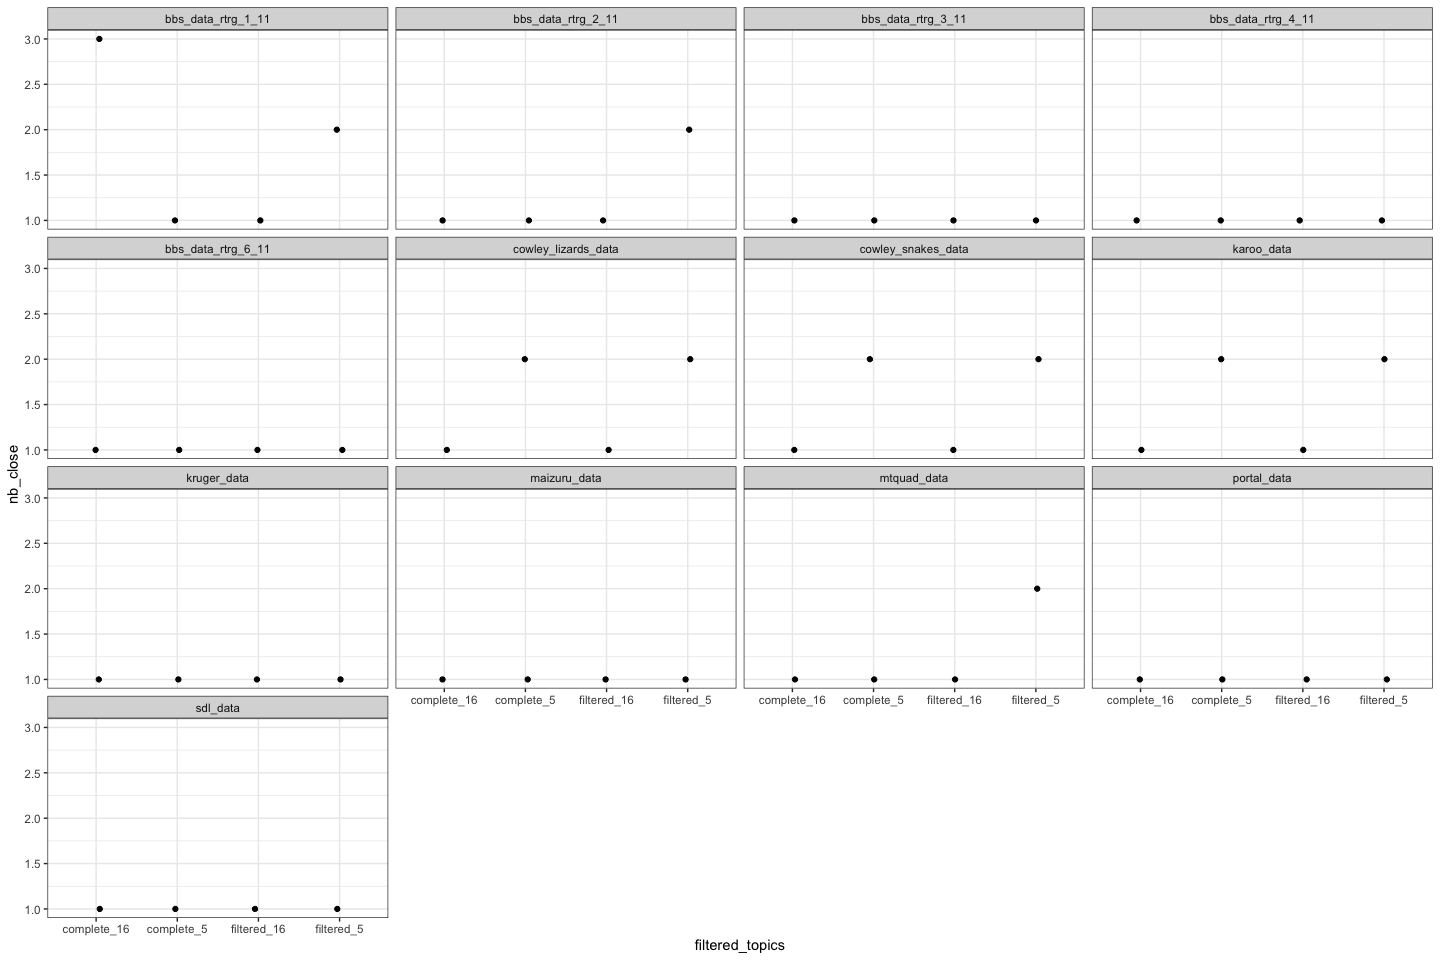 bbs_data_rtrg_1_11 bbs_data_rtrg_2_11 bbs_data_rtrg_3_11 bbs_data_rtrg_4_11
3.0
2.5
2.0
1.5
1.0
bbs_data_rtrg_6_11 cowley_lizards_data cowley_snakes_data karoo_data
3.0
2.5
2.0
1.5
1.0
nb_close
kruger_data maizuru_data mtquad_data portal_data
3.0
2.5
2.0
1.5
1.0
complete_16 complete_5 filtered_16 filtered_5 complete_16 complete_5 filtered_16 filtered_5 complete_16 complete_5 filtered_16 filtered_5
sdl_data
3.0
2.5
2.0
1.5
1.0
complete_16 complete_5 filtered_16 filtered_5
filtered_topics